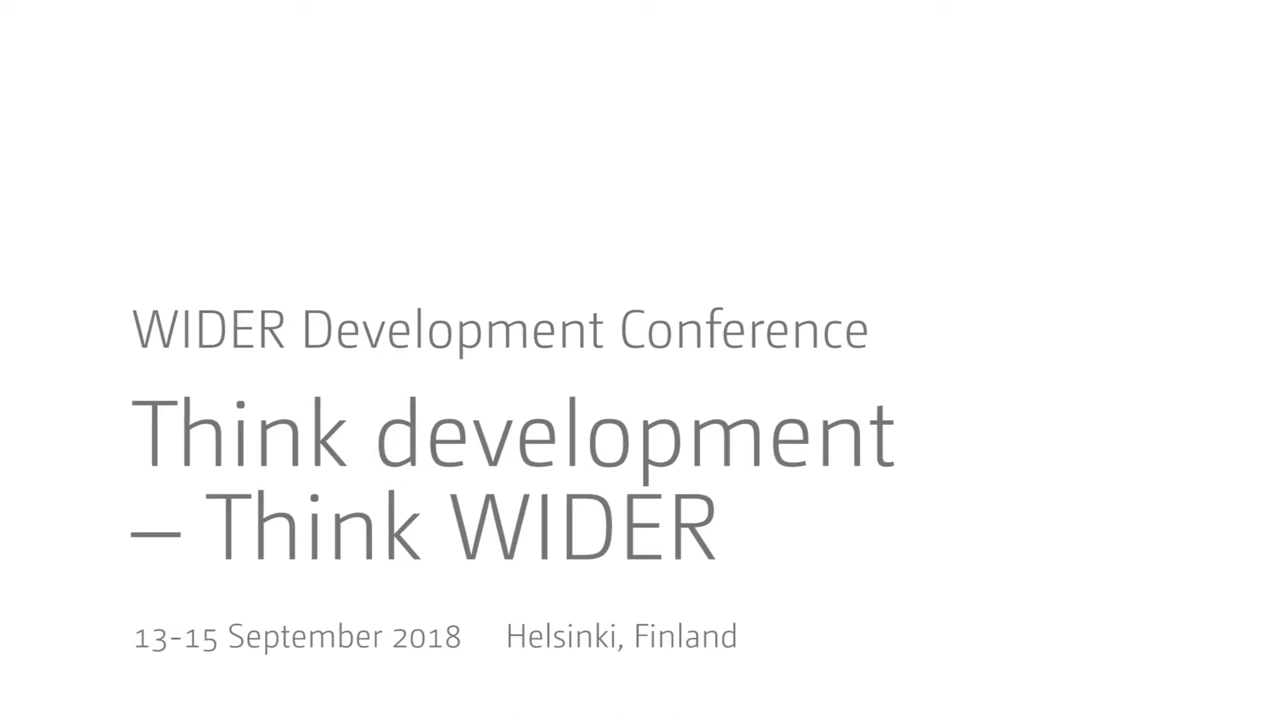 WIDER Development Conference
Think development
– Think WIDER
13-15 September 2018 Helsinki, Finland